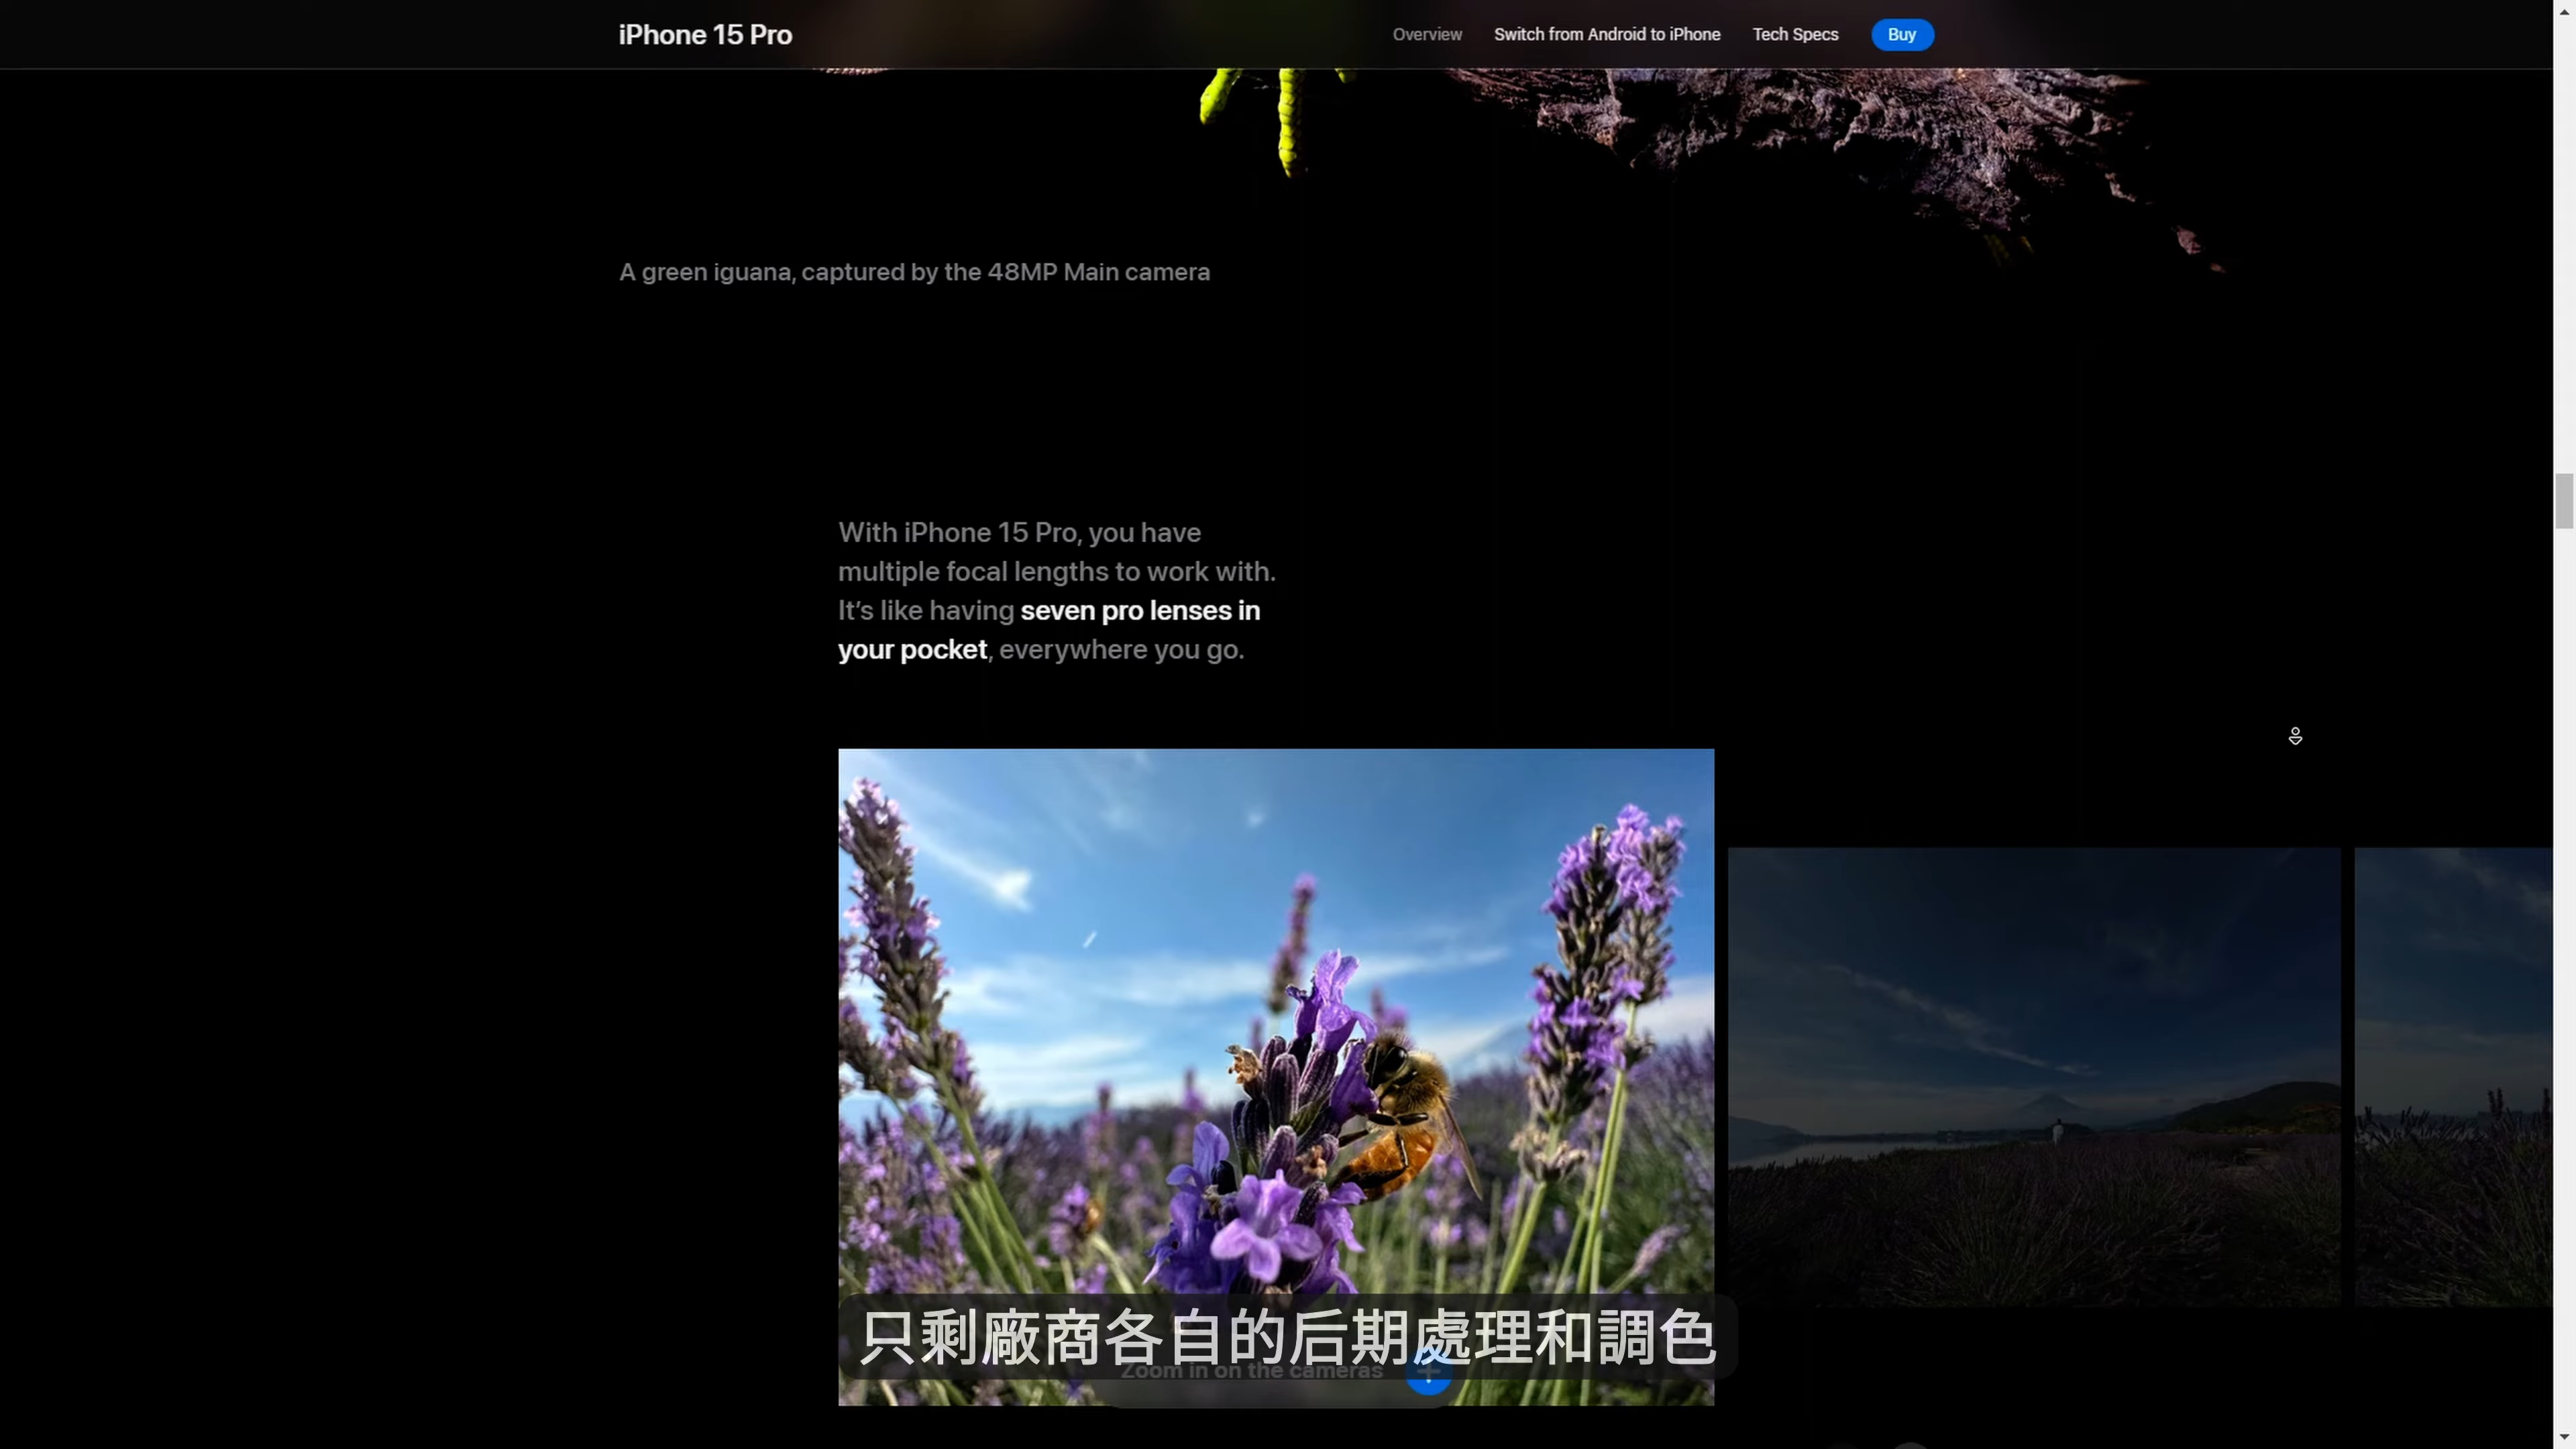 iPhone 15 Pro
Overview
Switch from Android to iPhone
Tech Specs
Buy
A green iguana, captured by the 48MP Main camera
With iPhone 15 Pro, you have
multiple focal lengths to work with.
It’s like having seven pro lenses in
your pocket, everywhere you go.
只剩廠商各自的后期處理和調色
Zoom in on the cameras